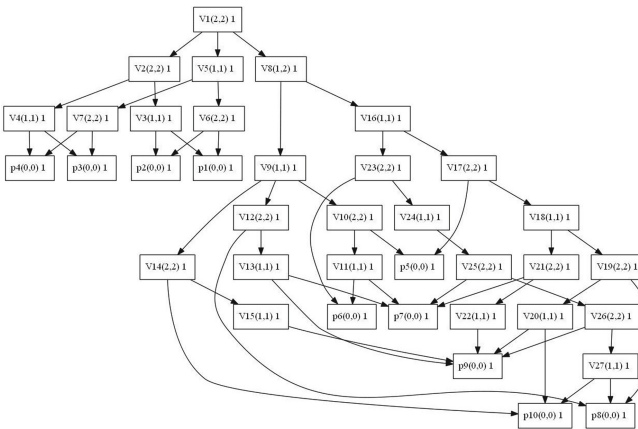 V1(2,2) 1
V2(2,2) 1 V5(1,1) 1 V8(1,2) 1
V4(1,1) 1 V7(2,2) 1 V3(1,1) 1 V6(2,2) 1 V16(1,1) 1
p4(0,0) 1 p3(0,0) 1 p2(0,0) 1 p1(0,0) 1 V9(1,1) 1 V23(2,2) 1 V17(2,2) 1
V12(2,2) 1 V10(2,2) 1 V24(1,1) 1 V18(1,1) 1
V14(2,2) 1 V13(1,1) 1 V11(1,1) 1 p5(0,0) 1 V25(2,2) 1 V21(2,2) 1 V19(2,2) 1
V15(1,1) 1 p6(0,0) 1 p7(0,0) 1 V22(1,1) 1 V20(1,1) 1 V26(2,2) 1
p9(0,0) 1 V27(1,1) 1
p10(0,0) 1 p8(0,0) 1